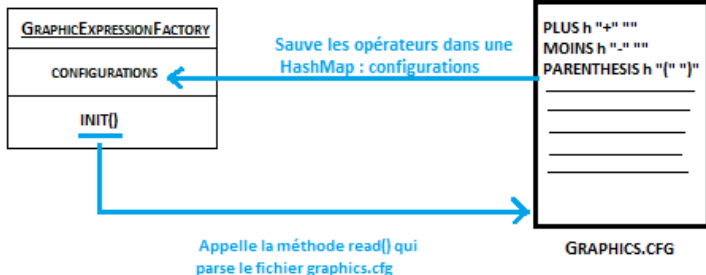 GRAPHICEXPRESSIONFACTORY
CONFIGURATIONS
INIT()
Sauve les opérateurs dans une
HashMap : configurations
PLUS h "+" ""
MOINS h "-" ""
PARENTHESIS h "(" ")"
Appelle la méthode read() qui
parse le fichier graphics.cfg
GRAPHICS.CFG